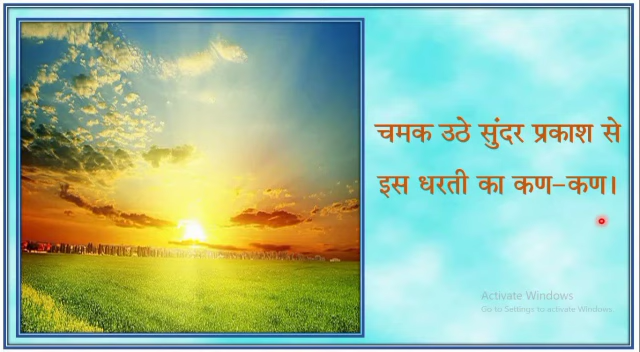 चमक उठे सुंदर प्रकाश से
इस धरती का कण-कण।
Activate Windows
Go to Settings to activate Windows.